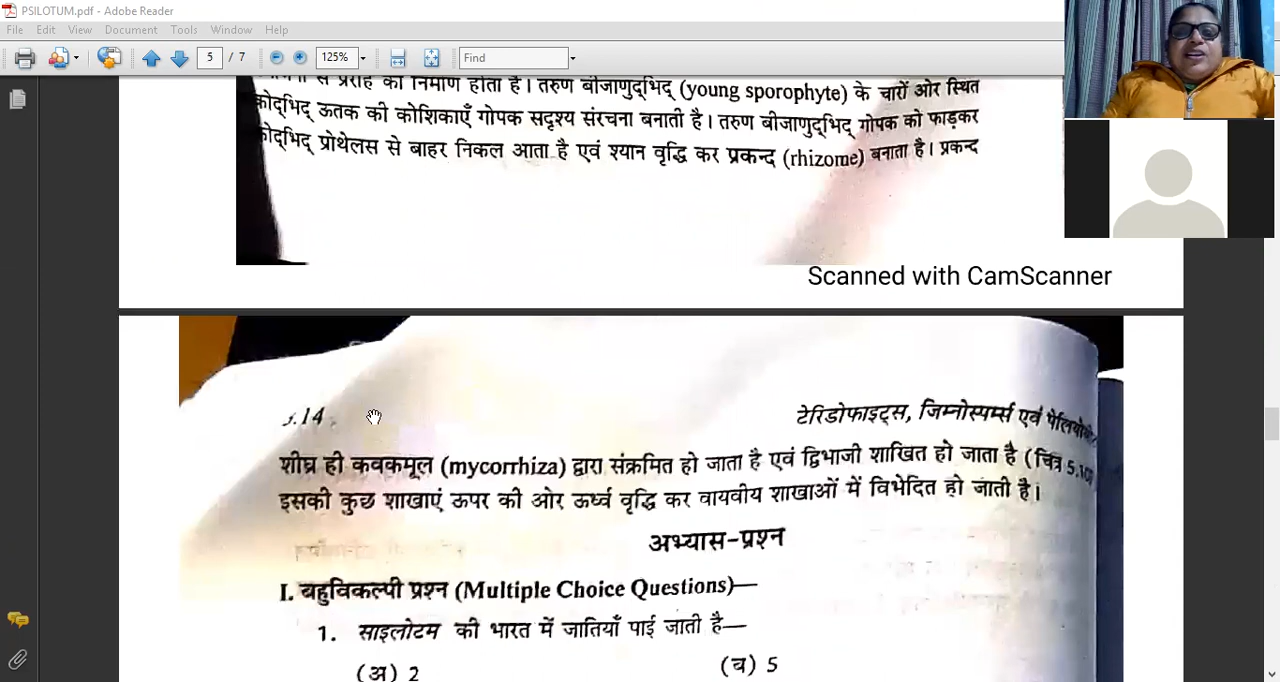 PSILOTUM.pdf - Adobe Reader
File Edit View Document Tools Window Help
5 / 7 125% Find
से प्ररोह का निर्माण होता है। तरुण बीजाणुद्भिद् (young sporophyte) के चारों ओर स्थित
ऊतक की कोशिकाएँ गोपक सदृश्य संरचना बनाती है। तरुण बीजाणुद्भिद् गोपक को फाड़कर
प्रोथेलस से बाहर निकल आता है एवं श्यान वृद्धि कर प्रकन्द (rhizome) बनाता है। प्रकन्द
Scanned with CamScanner
.14
टेरिडोफाइट्स, जिम्नोस्पर्म्स एवं
शीघ्र ही कवकमूल (mycorrhiza) द्वारा संक्रमित हो जाता है एवं द्विभाजी शाखित हो जाता है (चित्र
इसकी कुछ शाखाएं ऊपर की ओर ऊर्ध्व वृद्धि कर वायवीय शाखाओं में विभेदित हो जाती है।
अभ्यास-प्रश्न
I. बहुविकल्पी प्रश्न (Multiple Choice Questions)—
1. साइलोटम की भारत में जातियाँ पाई जाती है—
(अ) 2 (ब) 5